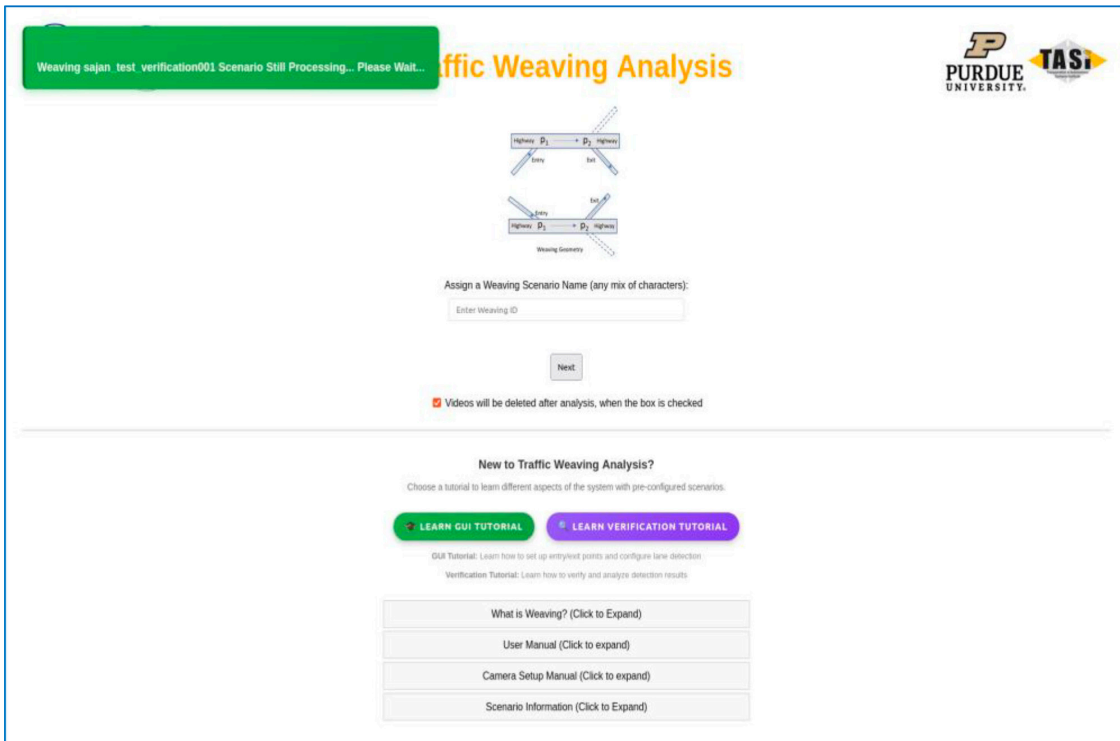 Weaving sajan_test_verification001 Scenario Still Processing... Please Wait...
ffic Weaving Analysis
PURDUE
UNIVERSITY®
TASI
Highway P1 P2 Highway
Entry Exit
Exit
Entry
Highway P1 P2 Highway
Weaving Geometry
Assign a Weaving Scenario Name (any mix of characters):
Enter Weaving ID
Next
Videos will be deleted after analysis, when the box is checked
New to Traffic Weaving Analysis?
Choose a tutorial to learn different aspects of the system with pre-configured scenarios.
LEARN GUI TUTORIAL
LEARN VERIFICATION TUTORIAL
GUI Tutorial: Learn how to set up entry/exit points and configure lane detection
Verification Tutorial: Learn how to verify and analyze detection results
What is Weaving? (Click to Expand)
User Manual (Click to expand)
Camera Setup Manual (Click to expand)
Scenario Information (Click to Expand)